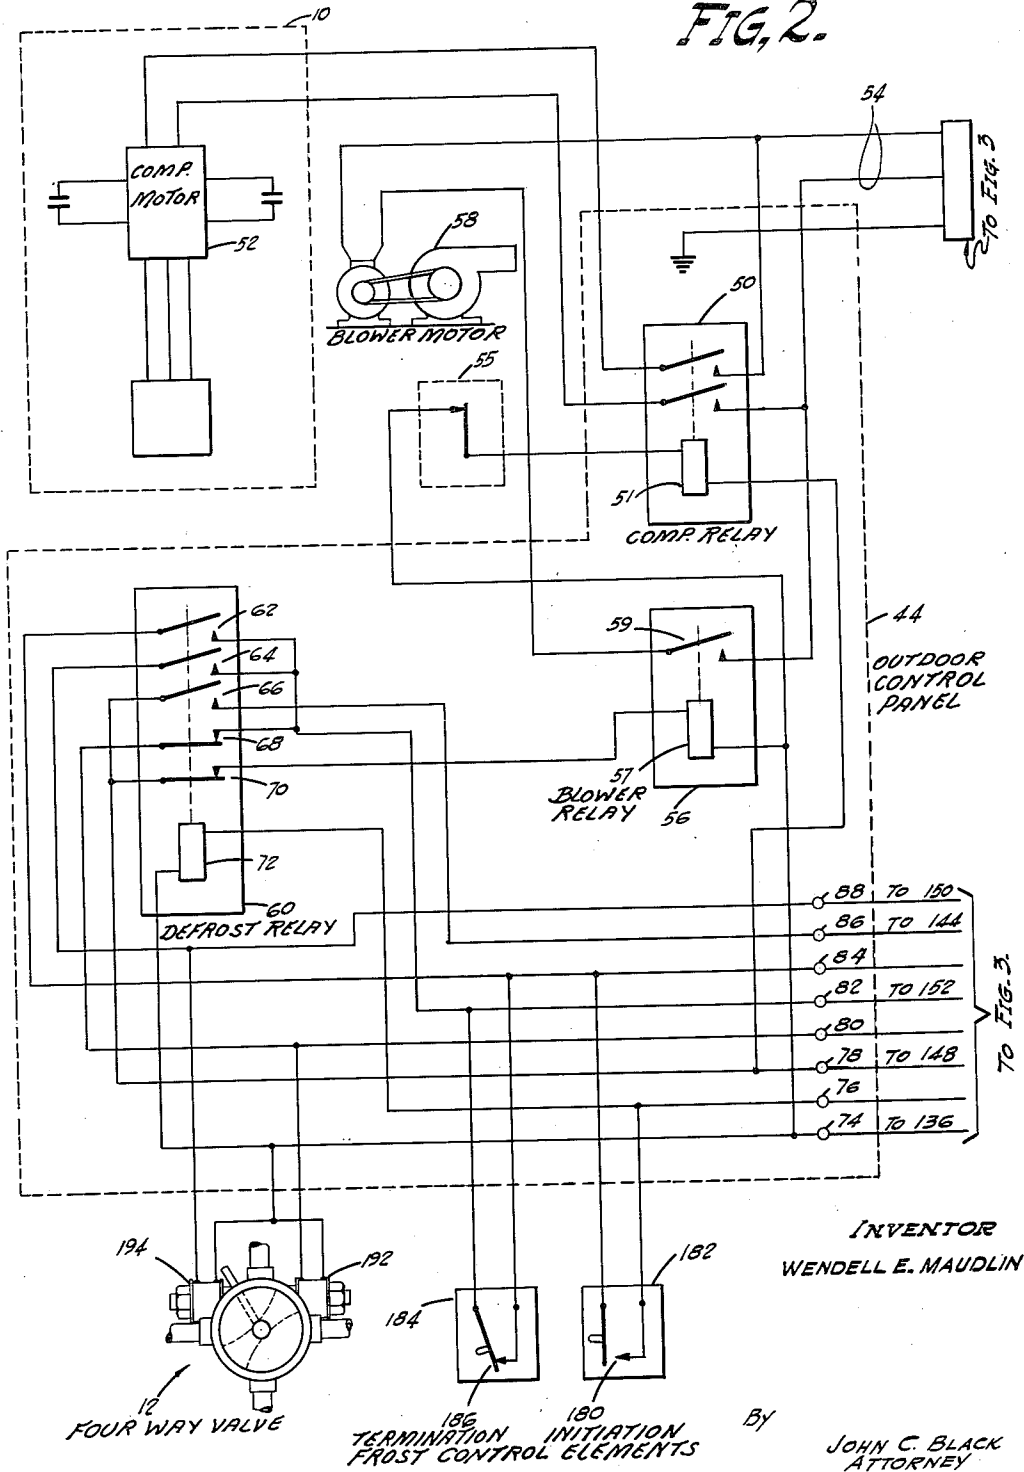 FIG, 2.
10
54
TO FIG. 3
COMP.
MOTOR
52
58
BLOWER MOTOR
50
55
51
COMP. RELAY
62
64
66
68
70
72
60
DEFROST RELAY
59
57
BLOWER
RELAY
56
44
OUTDOOR
CONTROL
PANEL
88 TO 150
86 TO 144
84
82 TO 152
80
78 TO 148
76
74 TO 136
TO FIG. 3.
194
192
12
FOUR WAY VALVE
184
182
186
180
TERMINATION INITIATION
FROST CONTROL ELEMENTS
INVENTOR
WENDELL E. MAUDLIN
By
JOHN C. BLACK
ATTORNEY